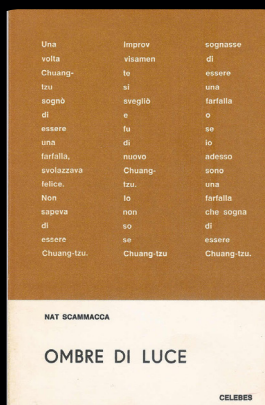 Una
volta
Chuang-
tzu
sognò
di
essere
una
farfalla,
svolazzava
felice.
Non
sapeva
di
essere
Chuang-tzu.
Improv
visamen
te
si
svegliò
e
fu
di
nuovo
Chuang-
tzu.
Io
non
so
se
Chuang-tzu
sognasse
di
essere
una
farfalla
o
se
io
adesso
sono
una
farfalla
che sogna
di
essere
Chuang-tzu.
NAT SCAMMACCA
OMBRE DI LUCE
CELEBES